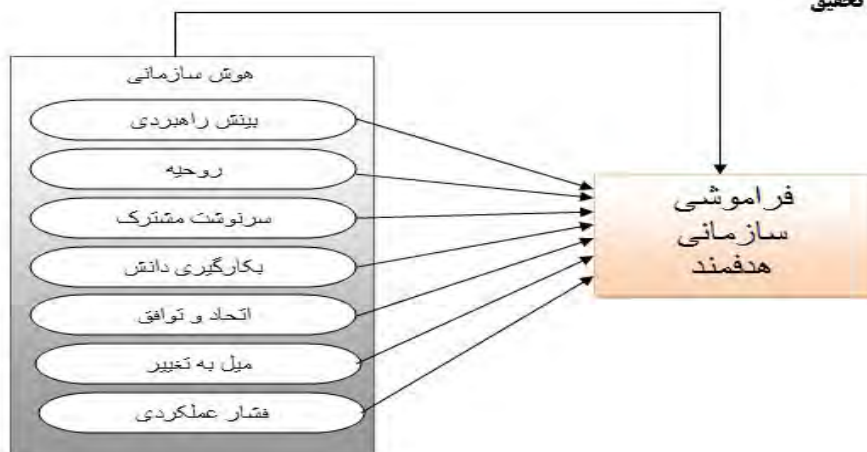 تحقیق
هوش سازمانی
بینش راهبردی
روحیه
سرنوشت مشترک
بکارگیری دانش
اتحاد و توافق
میل به تغییر
فشار عملکردی
فراموشی
سازمانی
هدفمند